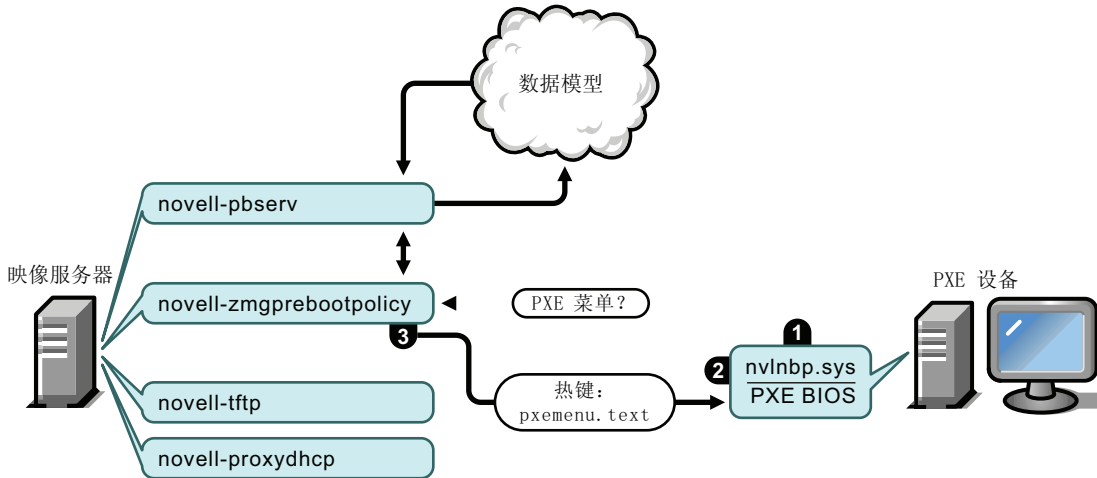 数据模型
novell-pbserv
映像服务器
novell-zmgprebootpolicy
PXE 菜单？
PXE 设备
3
1
2
nvlnbp.sys
PXE BIOS
热键：
pxemenu.text
novell-tftp
novell-proxydhcp